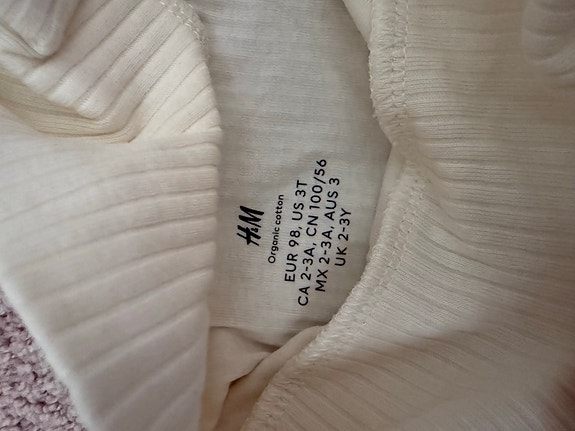 H&M
Organic cotton
EUR 98, US 3T
CA 2-3A, CN 100/56
MX 2-3A, AUS 3
UK 2-3Y